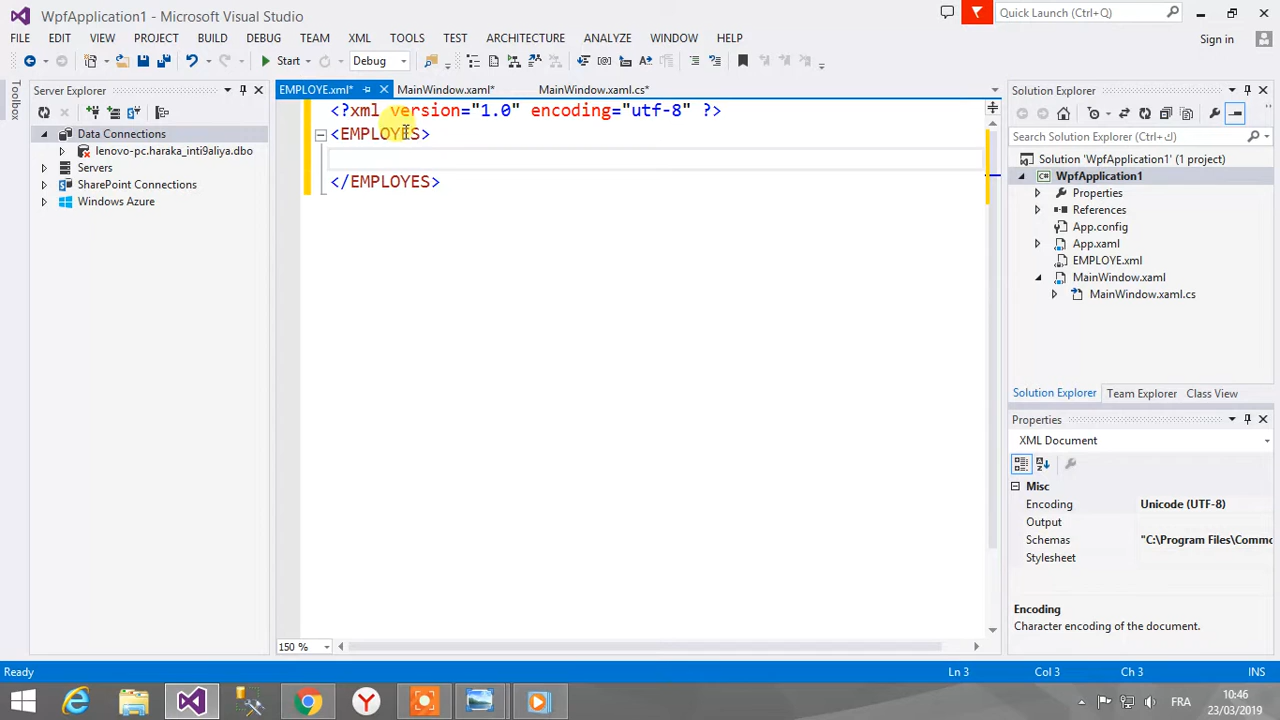 WpfApplication1 - Microsoft Visual Studio
Quick Launch (Ctrl+Q)
FILE EDIT VIEW PROJECT BUILD DEBUG TEAM XML TOOLS TEST ARCHITECTURE ANALYZE WINDOW HELP
Sign in
Start Debug
Toolbox
Server Explorer
Data Connections
lenovo-pc.haraka_inti9aliya.dbo
Servers
SharePoint Connections
Windows Azure
EMPLOYE.xml* MainWindow.xaml* MainWindow.xaml.cs*
<?xml version="1.0" encoding="utf-8" ?>
<EMPLOYES>
</EMPLOYES>
150 %
Solution Explorer
Search Solution Explorer (Ctrl+ç)
Solution 'WpfApplication1' (1 project)
WpfApplication1
Properties
References
App.config
App.xaml
EMPLOYE.xml
MainWindow.xaml
MainWindow.xaml.cs
Solution Explorer Team Explorer Class View
Properties
XML Document
Misc
Encoding Unicode (UTF-8)
Output
Schemas "C:\Program Files\Commo
Stylesheet
Encoding
Character encoding of the document.
Ready Ln 3 Col 3 Ch 3 INS
FRA
10:46
23/03/2019